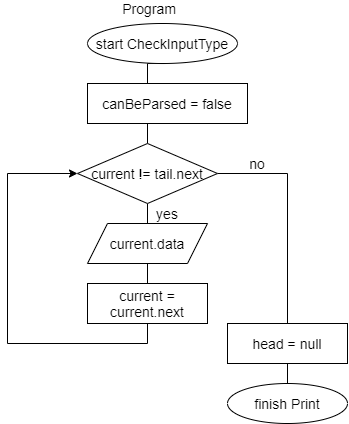 Program
start CheckInputType
canBeParsed = false
current != tail.next
no
yes
current.data
current =
current.next
head = null
finish Print